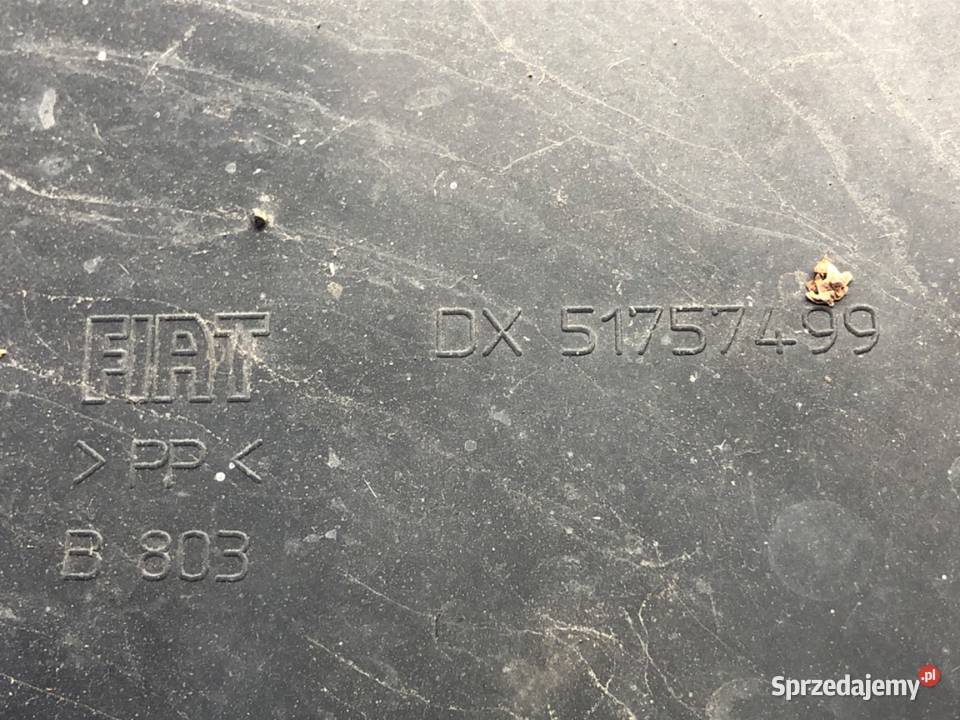 FIAT DX 51757499
>PP<
B 803
Sprzedajemy.pl